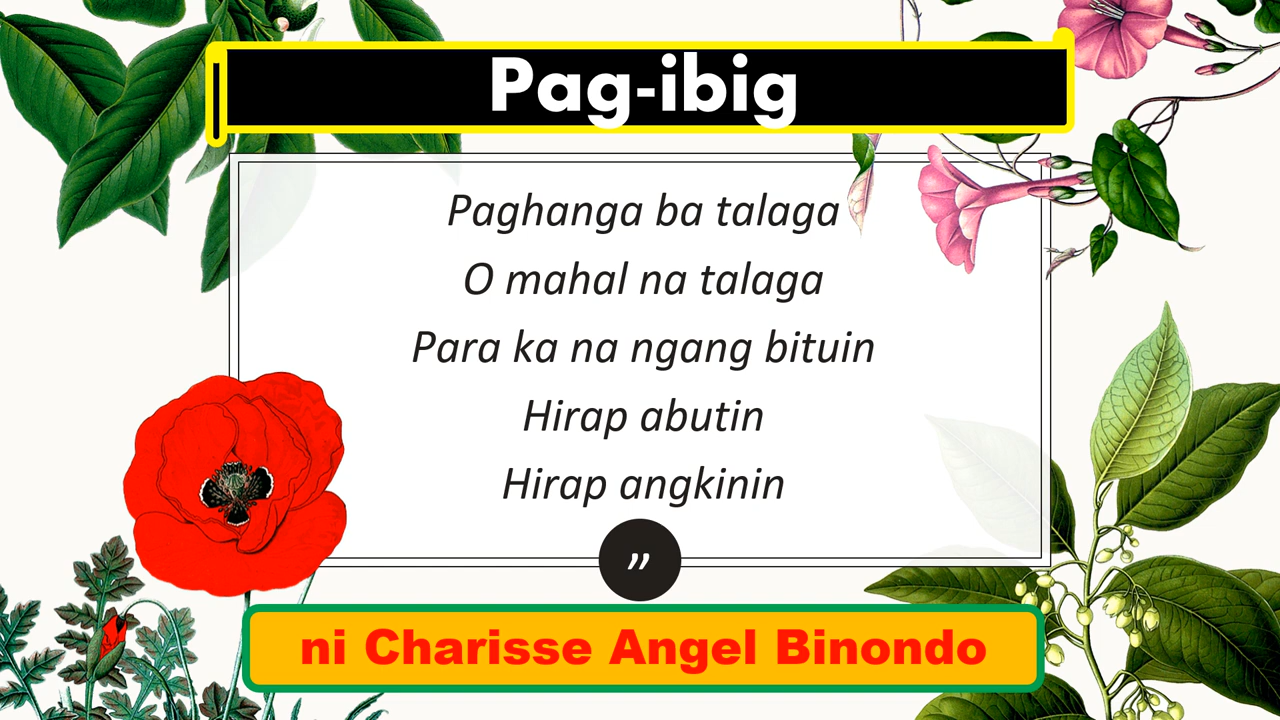 Pag-ibig
Paghanga ba talaga
O mahal na talaga
Para ka na ngang bituin
Hirap abutin
Hirap angkinin
”
ni Charisse Angel Binondo